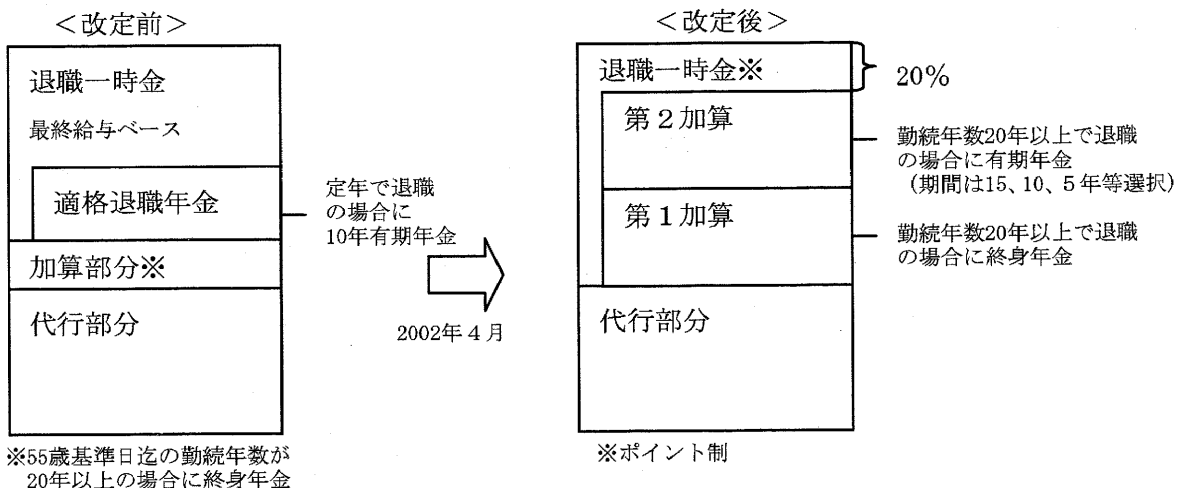 ＜改定前＞
退職一時金
最終給与ベース
適格退職年金
定年で退職
の場合に
10年有期年金
加算部分※
代行部分
※55歳基準日迄の勤続年数が
20年以上の場合に終身年金
2002年４月
＜改定後＞
退職一時金※
20％
第２加算
勤続年数20年以上で退職
の場合に有期年金
(期間は15、10、５年等選択)
第１加算
勤続年数20年以上で退職
の場合に終身年金
代行部分
※ポイント制